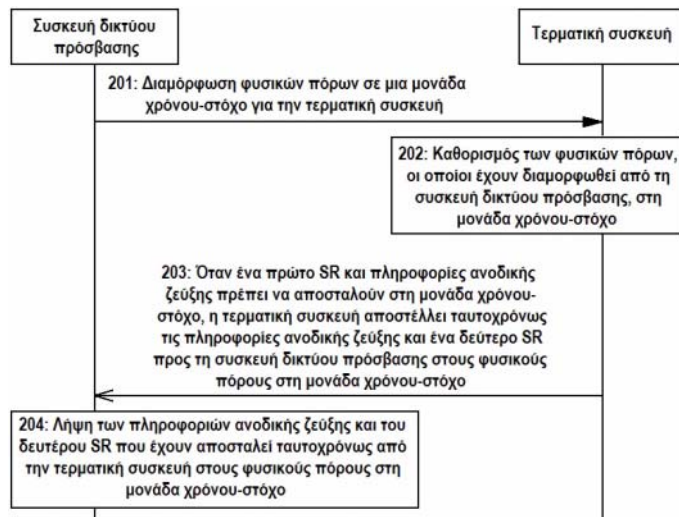 Συσκευή δικτύου
πρόσβασης
Τερματική συσκευή
201: Διαμόρφωση φυσικών πόρων σε μια μονάδα
χρόνου-στόχο για την τερματική συσκευή
202: Καθορισμός των φυσικών πόρων,
οι οποίοι έχουν διαμορφωθεί από τη
συσκευή δικτύου πρόσβασης, στη
μονάδα χρόνου-στόχο
203: Όταν ένα πρώτο SR και πληροφορίες ανοδικής
ζεύξης πρέπει να αποσταλούν στη μονάδα χρόνου-
στόχο, η τερματική συσκευή αποστέλλει ταυτοχρόνως
τις πληροφορίες ανοδικής ζεύξης και ένα δεύτερο SR
προς τη συσκευή δικτύου πρόσβασης στους φυσικούς
πόρους στη μονάδα χρόνου-στόχο
204: Λήψη των πληροφοριών ανοδικής ζεύξης και του
δευτέρου SR που έχουν αποσταλεί ταυτοχρόνως από
την τερματική συσκευή στους φυσικούς πόρους στη
μονάδα χρόνου-στόχο